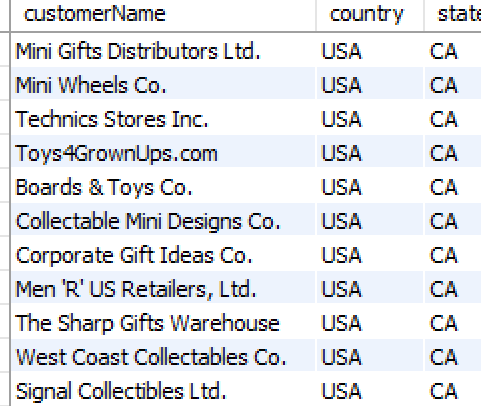 customerName country state
Mini Gifts Distributors Ltd. USA CA
Mini Wheels Co. USA CA
Technics Stores Inc. USA CA
Toys4GrownUps.com USA CA
Boards & Toys Co. USA CA
Collectable Mini Designs Co. USA CA
Corporate Gift Ideas Co. USA CA
Men 'R' US Retailers, Ltd. USA CA
The Sharp Gifts Warehouse USA CA
West Coast Collectables Co. USA CA
Signal Collectibles Ltd. USA CA